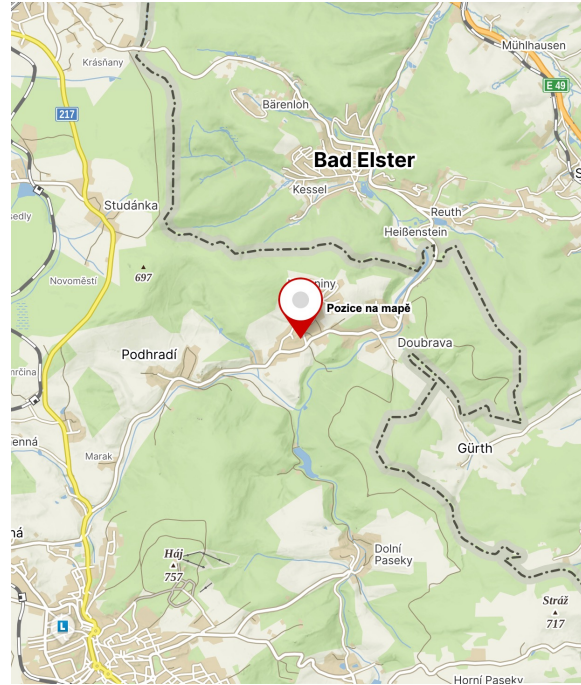 Mühlhausen
Krásňany
E 49
Bärenloh
217
Bad Elster
Kessel
Studánka
Reuth
Heißenstein
697
Novoměstí
Pozice na mapě
Doubrava
Podhradí
Gürth
Marak
Háj
757
Dolní
Paseky
Stráž
717
L
Horní Paseky